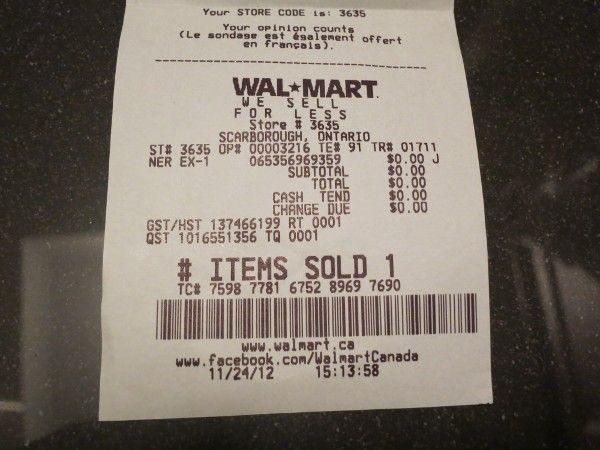 Your STORE CODE is: 3635
Your opinion counts
(Le sondage est également offert
en français).
WAL★MART
WE SELL
FOR LESS
Store # 3635
SCARBOROUGH, ONTARIO
ST# 3635 OP# 00003216 TE# 91 TR# 01711
NER EX-1 065356969359 $0.00 J
SUBTOTAL $0.00
TOTAL $0.00
CASH TEND $0.00
CHANGE DUE $0.00
GST/HST 137466199 RT 0001
QST 1016551356 TQ 0001
# ITEMS SOLD 1
TC# 7598 7781 6752 8969 7690
www.walmart.ca
www.facebook.com/WalmartCanada
11/24/12 15:13:58